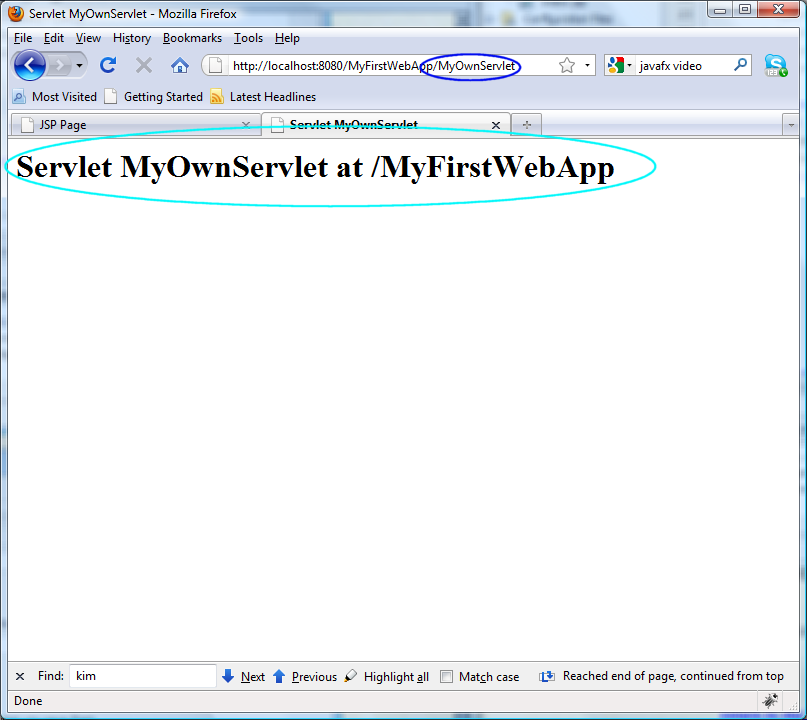 Servlet MyOwnServlet - Mozilla Firefox
File Edit View History Bookmarks Tools Help
http://localhost:8080/MyFirstWebApp/MyOwnServlet javafx video
Most Visited Getting Started Latest Headlines
JSP Page Servlet MyOwnServlet
Servlet MyOwnServlet at /MyFirstWebApp
Find: kim Next Previous Highlight all Match case Reached end of page, continued from top
Done